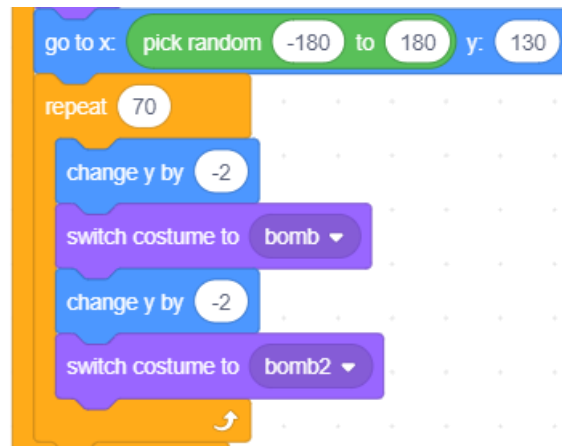 go to x: pick random -180 to 180 y: 130
repeat 70
change y by -2
switch costume to bomb
change y by -2
switch costume to bomb2